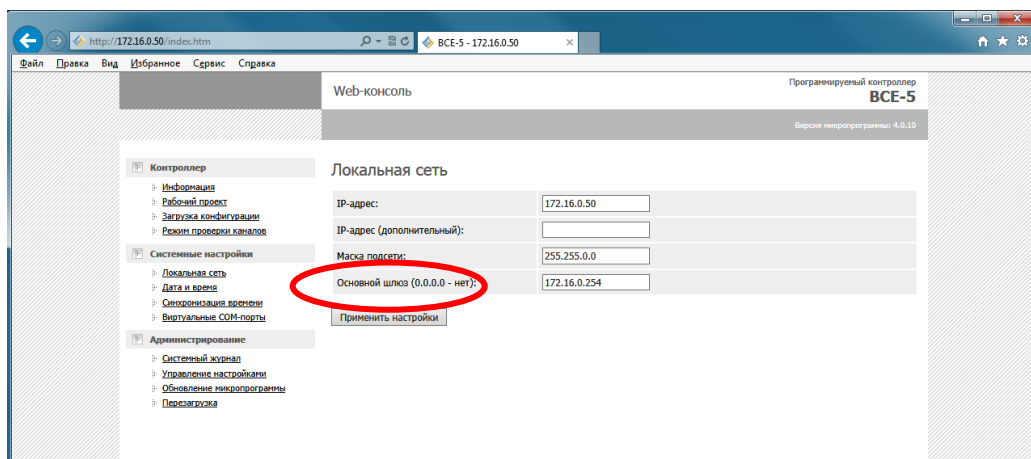 http://172.16.0.50/index.htm
BCE-5 - 172.16.0.50
Файл Правка Вид Избранное Сервис Справка
Web-консоль
Программируемый контроллер
BCE-5
Версия микропрограммы: 4.0.10
Контроллер
Информация
Рабочий проект
Загрузка конфигурации
Режим проверки каналов
Системные настройки
Локальная сеть
Дата и время
Синхронизация времени
Виртуальные COM-порты
Администрирование
Системный журнал
Управление настройками
Обновление микропрограммы
Перезагрузка
Локальная сеть
IP-адрес: 172.16.0.50
IP-адрес (дополнительный):
Маска подсети: 255.255.0.0
Основной шлюз (0.0.0.0 - нет): 172.16.0.254
Применить настройки